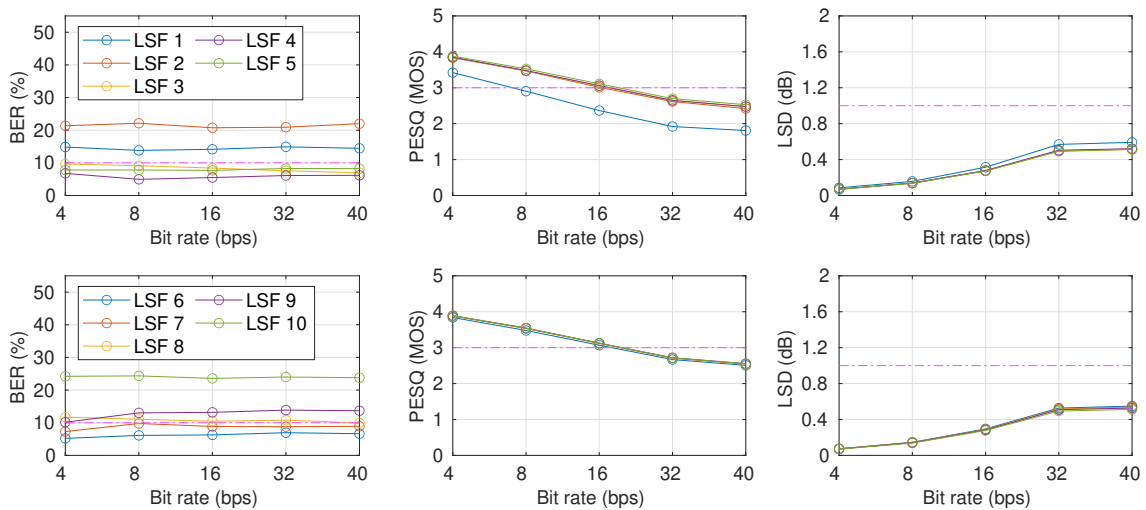 BER (%)
50
40
30
20
10
0
LSF 1
LSF 2
LSF 3
LSF 4
LSF 5
4 8 16 32 40
Bit rate (bps)
PESQ (MOS)
5
4
3
2
1
0
4 8 16 32 40
Bit rate (bps)
LSD (dB)
2
1.6
1.2
0.8
0.4
0
4 8 16 32 40
Bit rate (bps)
BER (%)
50
40
30
20
10
0
LSF 6
LSF 7
LSF 8
LSF 9
LSF 10
4 8 16 32 40
Bit rate (bps)
PESQ (MOS)
5
4
3
2
1
0
4 8 16 32 40
Bit rate (bps)
LSD (dB)
2
1.6
1.2
0.8
0.4
0
4 8 16 32 40
Bit rate (bps)